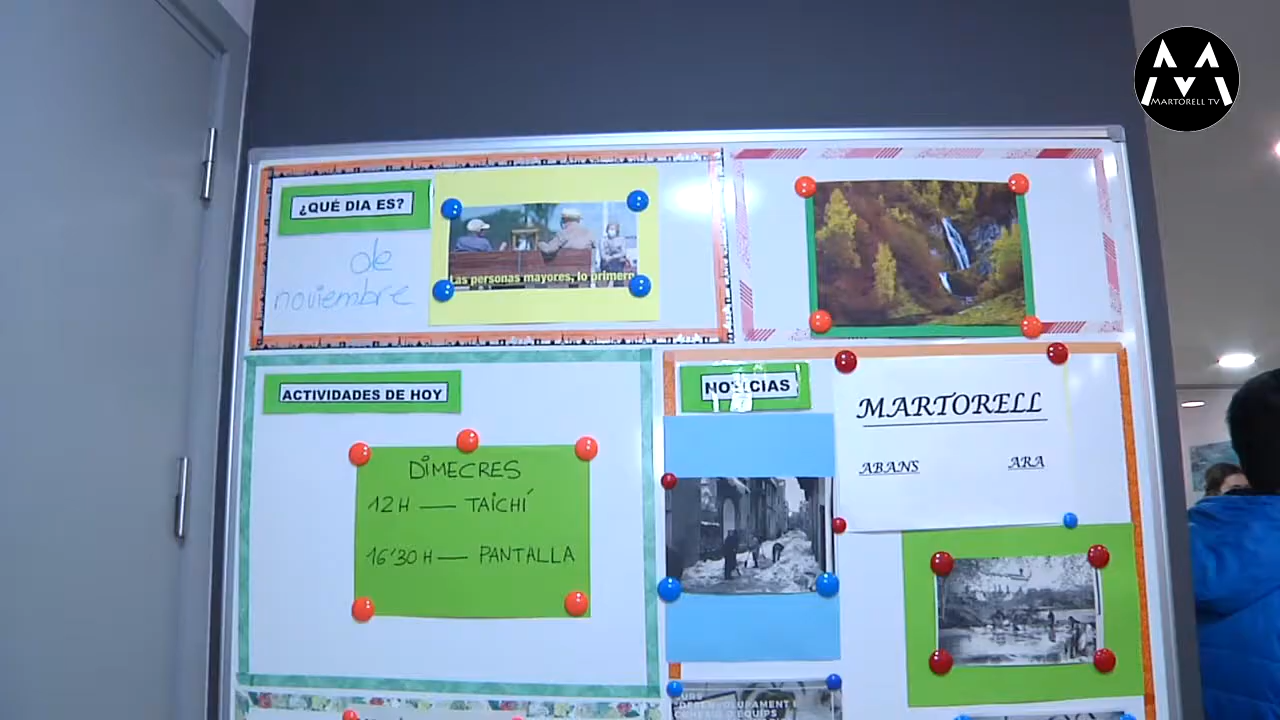 MARTORELL TV
¿QUÉ DIA ES?
de
noviembre
Las personas mayores, lo primero
ACTIVIDADES DE HOY
DIMECRES
12H — TAICHÍ
16'30 H — PANTALLA
NOTICIAS
MARTORELL
ABANS ARA